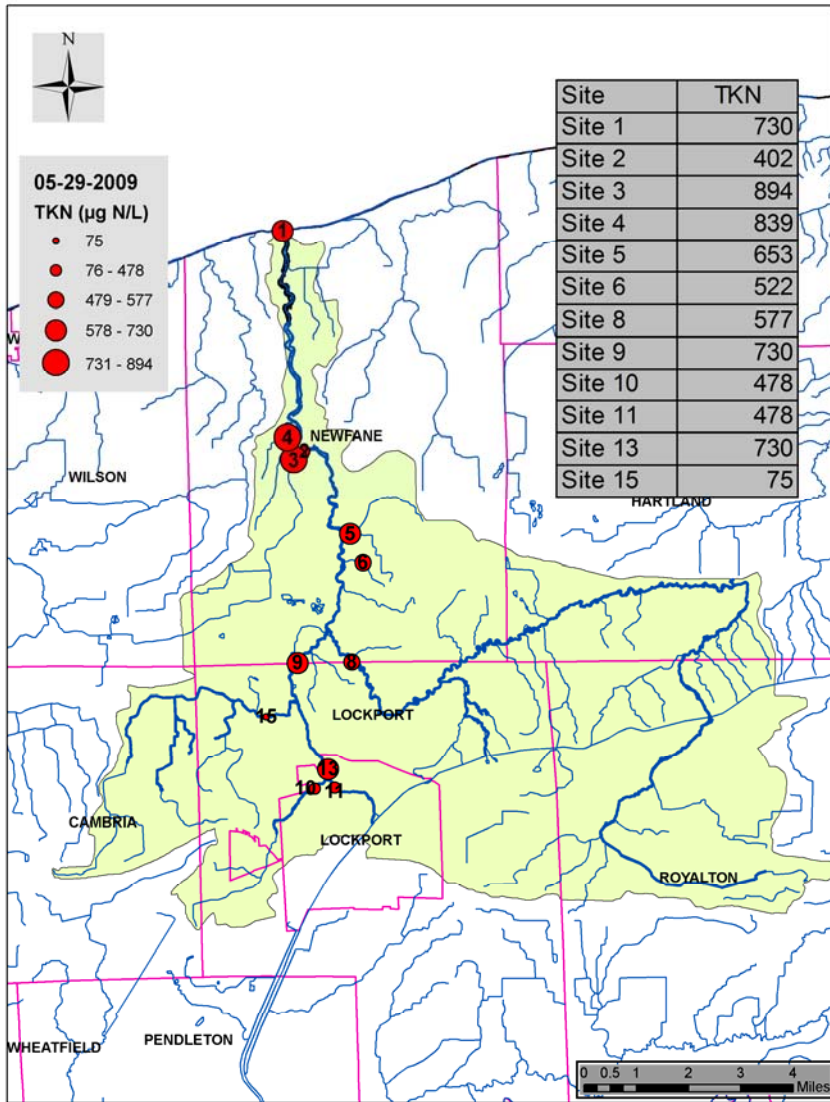 N
05-29-2009
TKN (µg N/L)
75
76 - 478
479 - 577
578 - 730
731 - 894
Site TKN
Site 1 730
Site 2 402
Site 3 894
Site 4 839
Site 5 653
Site 6 522
Site 8 577
Site 9 730
Site 10 478
Site 11 478
Site 13 730
Site 15 75
1
W
4 NEWFANE
2
3
WILSON
HARTLAND
5
6
9 8
15 LOCKPORT
13
10 11
CAMBRIA
LOCKPORT
ROYALTON
PENDLETON
WHEATFIELD
0 0.5 1 2 3 4
Miles